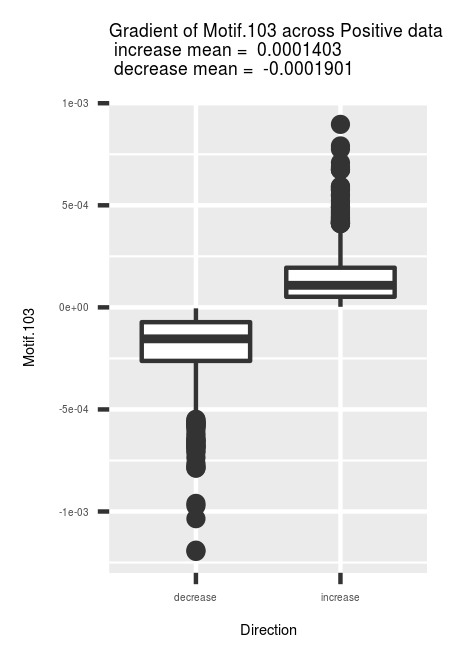 Gradient of Motif.103 across Positive data
increase mean =  0.0001403
decrease mean =  -0.0001901
1e-03
5e-04
0e+00
-5e-04
-1e-03
Motif.103
decrease
increase
Direction